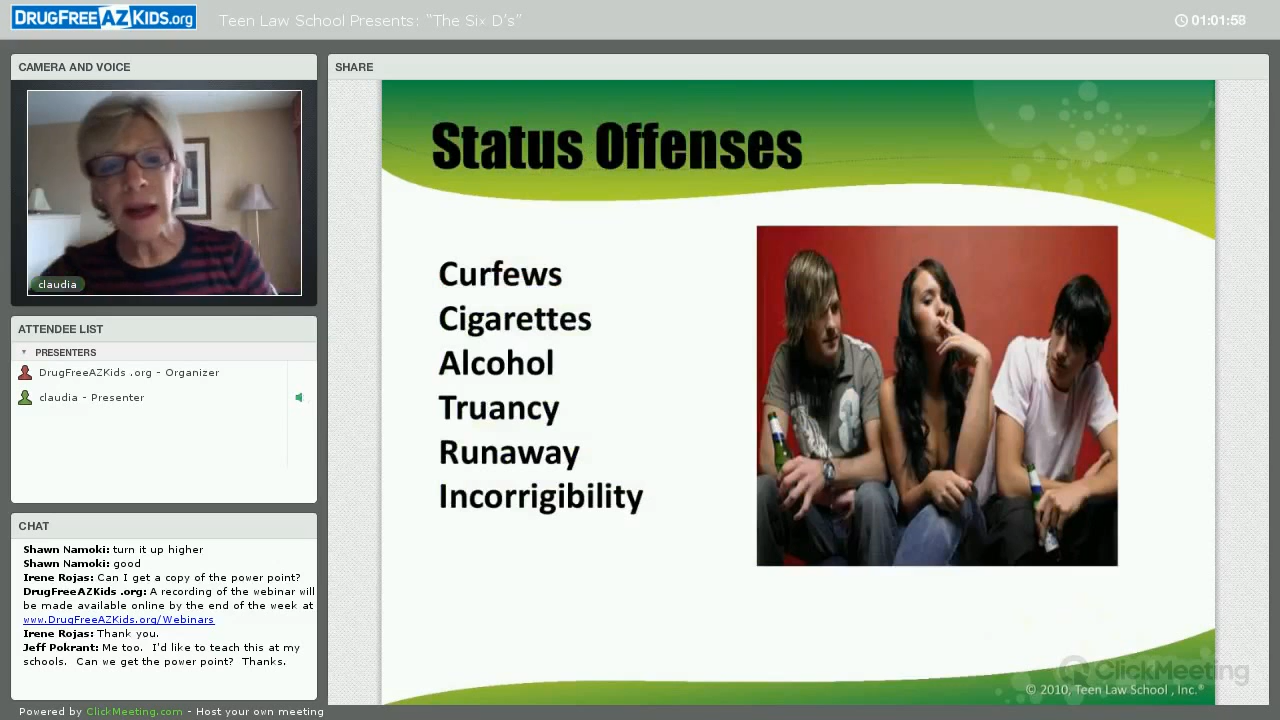 DRUGFREEAZKIDS.org
Teen Law School Presents: “The Six D’s”
01:01:58
CAMERA AND VOICE
claudia
ATTENDEE LIST
PRESENTERS
DrugFreeAZKids .org - Organizer
claudia - Presenter
CHAT
Shawn Namoki: turn it up higher
Shawn Namoki: good
Irene Rojas: Can I get a copy of the power point?
DrugFreeAZKids .org: A recording of the webinar will
be made available online by the end of the week at
www.DrugFreeAZKids.org/Webinars
Irene Rojas: Thank you.
Jeff Pokrant: Me too. I'd like to teach this at my
schools. Can we get the power point? Thanks.
Powered by ClickMeeting.com - Host your own meeting
SHARE
Status Offenses
Curfews
Cigarettes
Alcohol
Truancy
Runaway
Incorrigibility
ClickMeeting
© 2010, Teen Law School , Inc.®